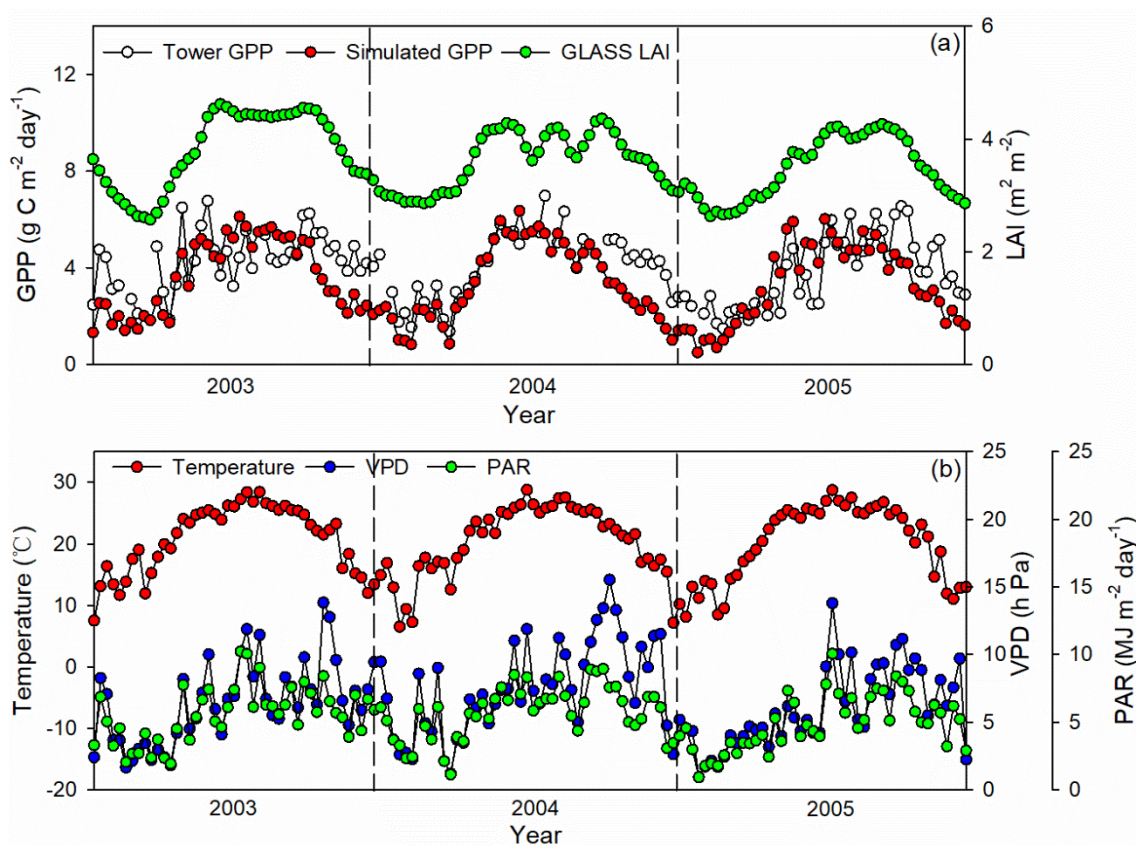 Tower GPP Simulated GPP GLASS LAI (a)
12
8
4
0
GPP (g C m⁻² day⁻¹)
6
4
2
0
LAI (m² m⁻²)
2003 2004 2005
Year
Temperature VPD PAR (b)
30
20
10
0
-10
-20
Temperature (℃)
25
20
15
10
5
0
VPD (h Pa)
25
20
15
10
5
0
PAR (MJ m⁻² day⁻¹)
2003 2004 2005
Year